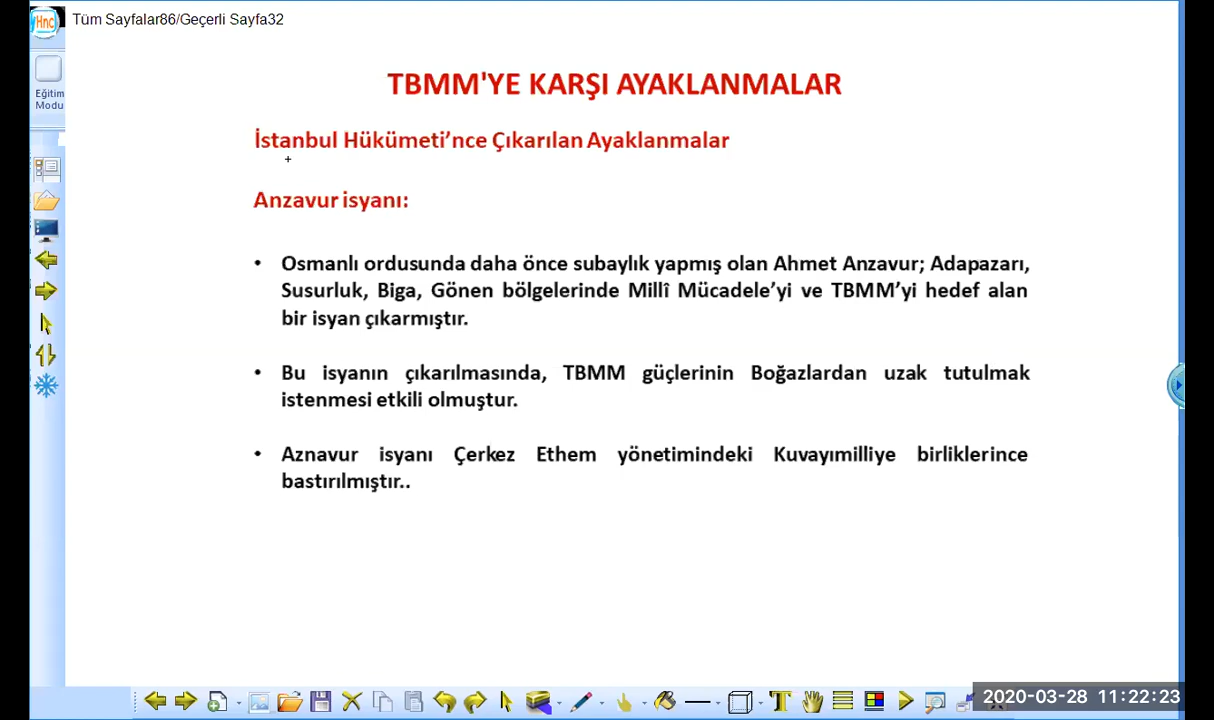 Hnc
Tüm Sayfalar86/Geçerli Sayfa32
Eğitim
Modu
TBMM'YE KARŞI AYAKLANMALAR
İstanbul Hükümeti’nce Çıkarılan Ayaklanmalar
Anzavur isyanı:
• Osmanlı ordusunda daha önce subaylık yapmış olan Ahmet Anzavur; Adapazarı,
Susurluk, Biga, Gönen bölgelerinde Millî Mücadele’yi ve TBMM’yi hedef alan
bir isyan çıkarmıştır.
• Bu isyanın çıkarılmasında, TBMM güçlerinin Boğazlardan uzak tutulmak
istenmesi etkili olmuştur.
• Aznavur isyanı Çerkez Ethem yönetimindeki Kuvayımilliye birliklerince
bastırılmıştır..
2020-03-28 11:22:23